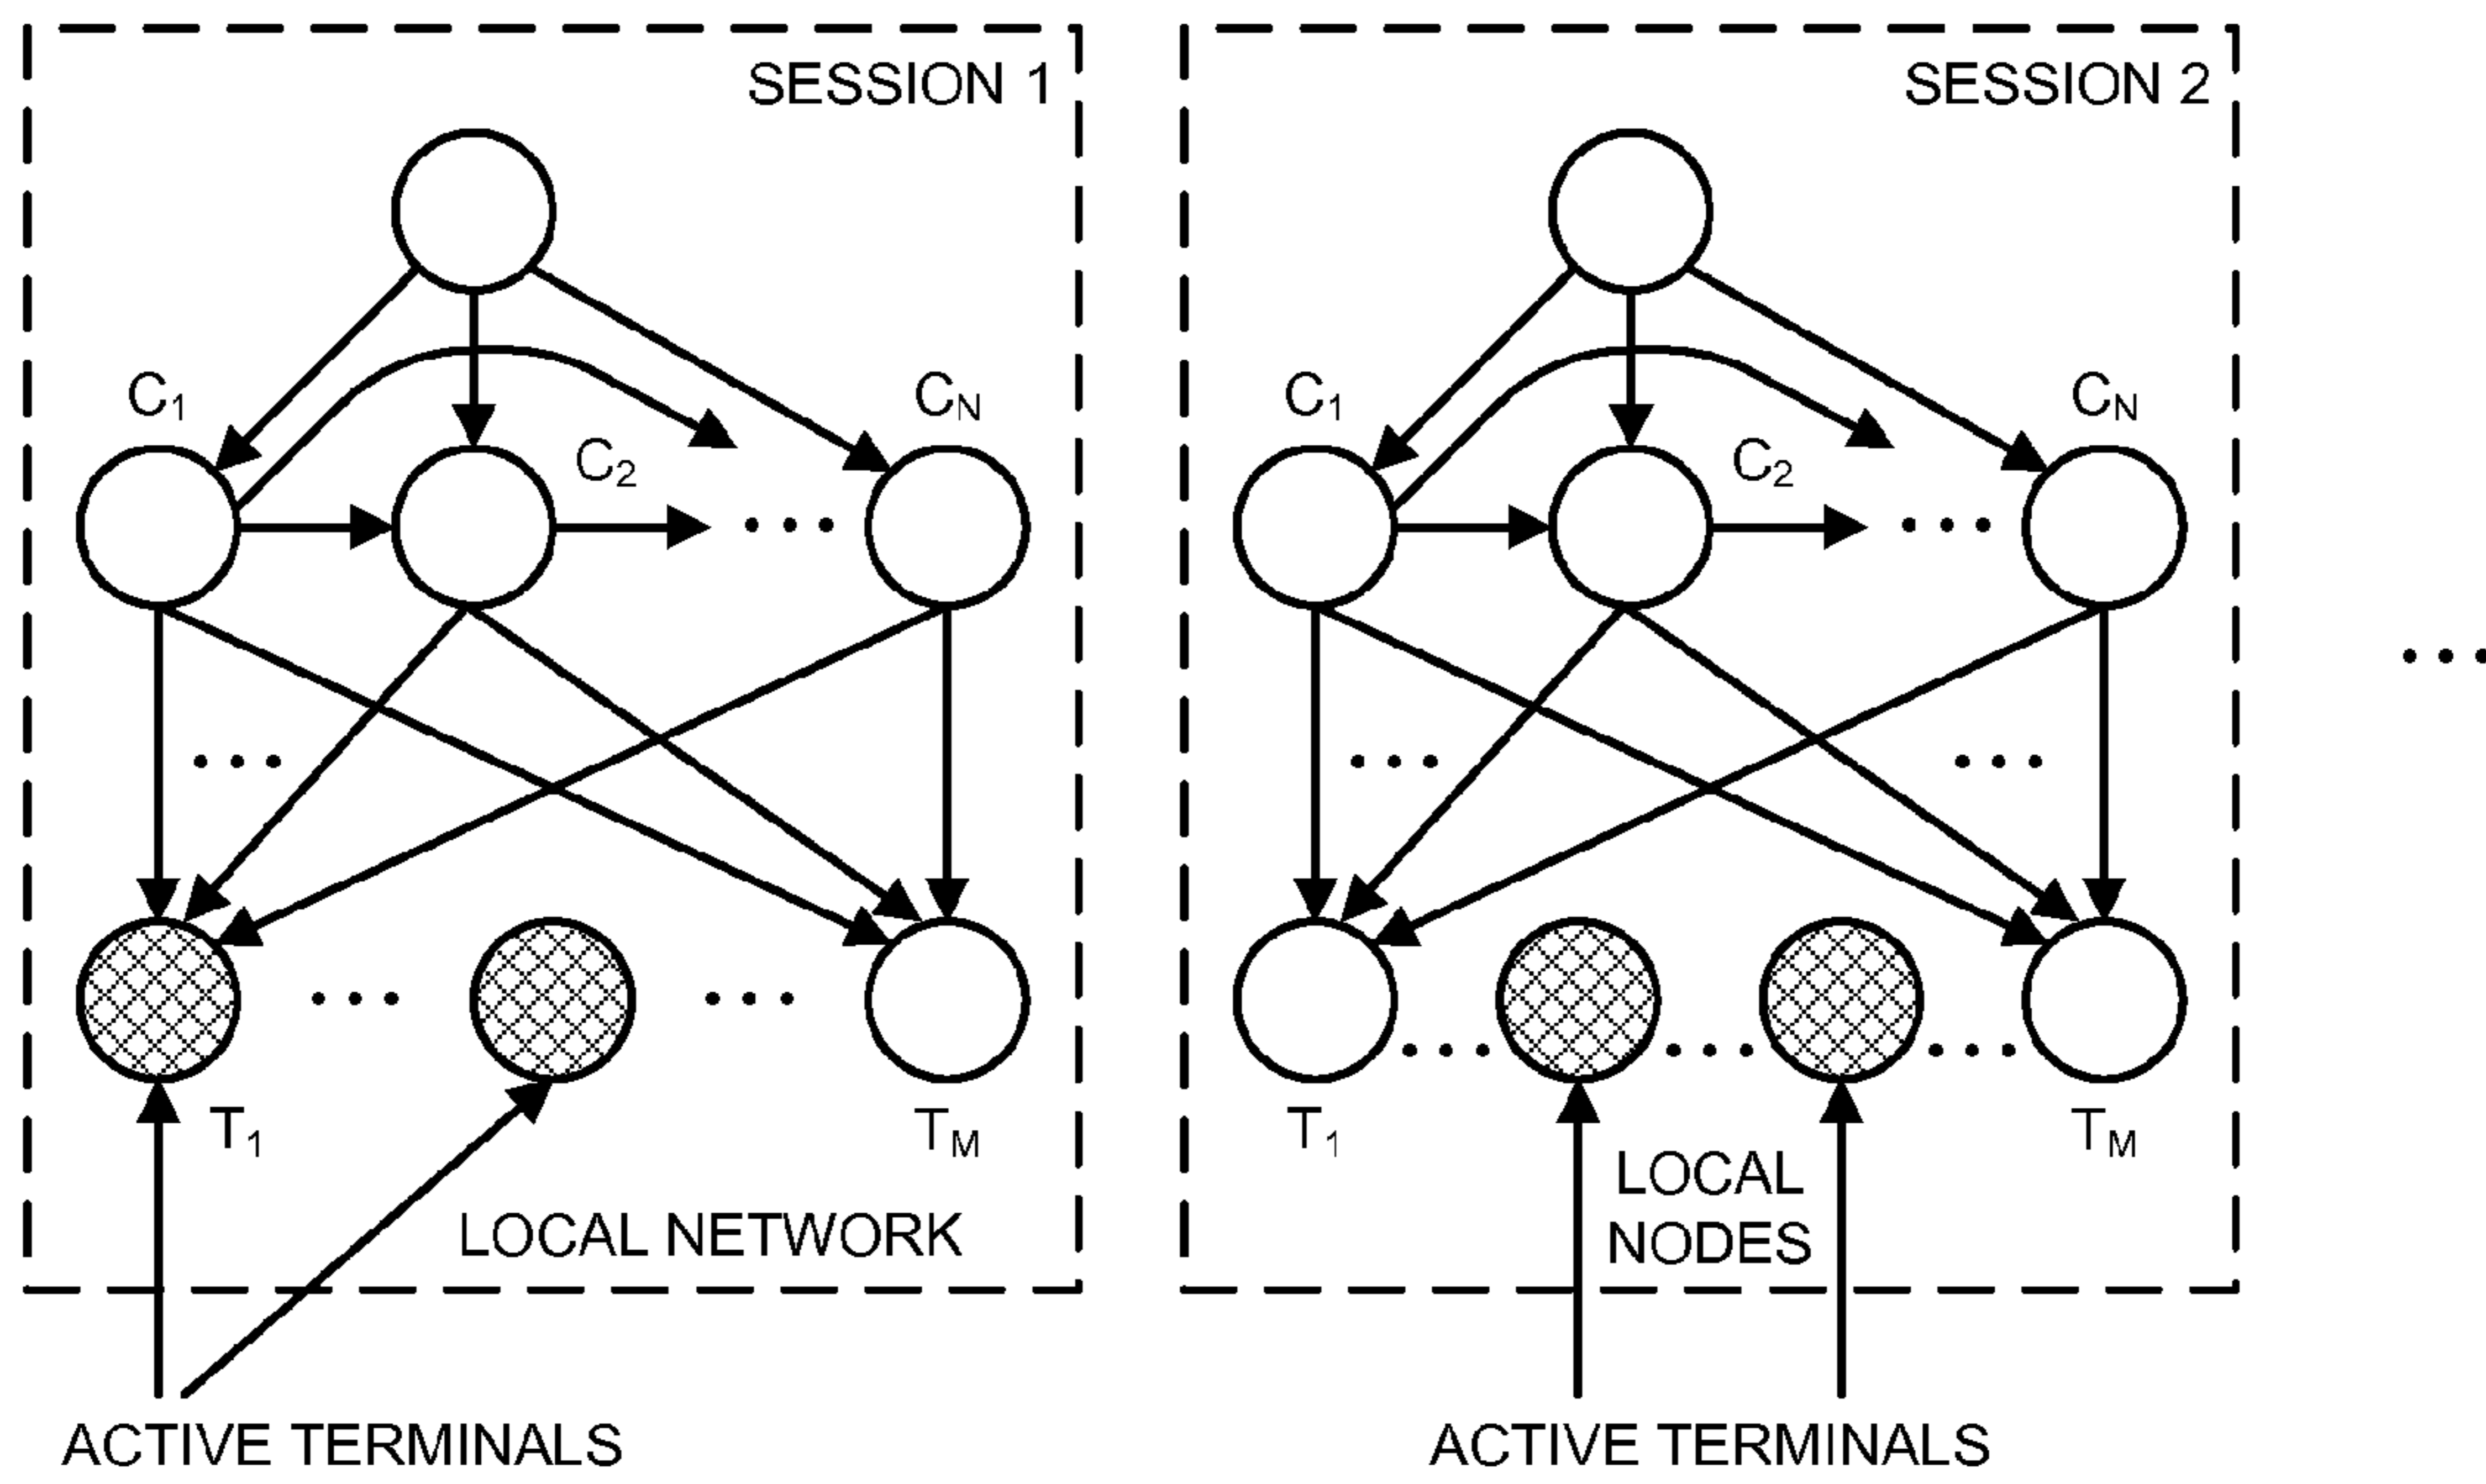 SESSION 1
C1
CN
C2
...
...
... ...
T1
TM
LOCAL NETWORK
ACTIVE TERMINALS
SESSION 2
C1
CN
C2
...
... ...
... ... ...
T1
TM
LOCAL
NODES
ACTIVE TERMINALS
...